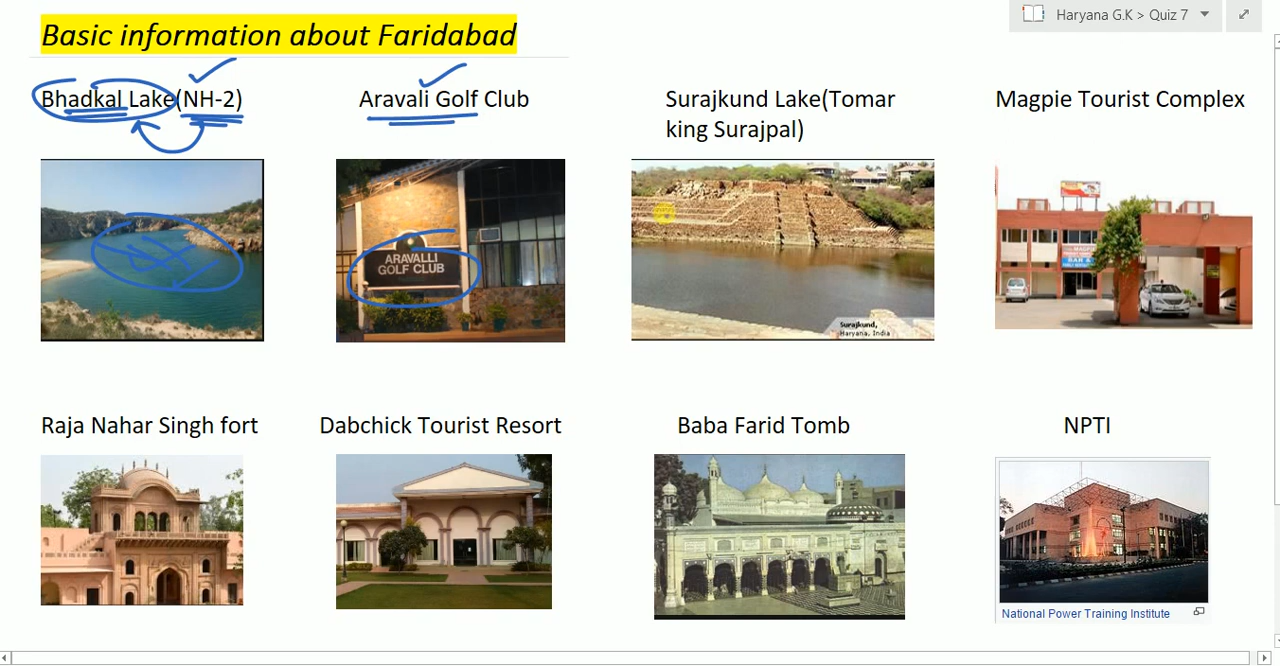 Haryana G.K > Quiz 7
Basic information about Faridabad
Bhadkal Lake(NH-2)
Aravali Golf Club
Surajkund Lake(Tomar
king Surajpal)
Magpie Tourist Complex
ARAVALLI
GOLF CLUB
Surajkund,
Haryana, India
Raja Nahar Singh fort
Dabchick Tourist Resort
Baba Farid Tomb
NPTI
National Power Training Institute